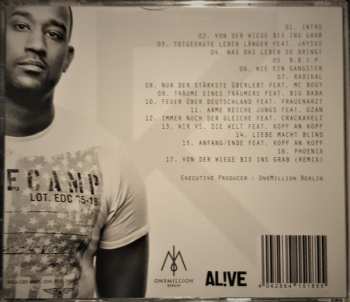 01. INTRO
02. VON DER WIEGE BIS INS GRAB
03. TOTGESAGTE LEBEN LÄNGER FEAT. JAYSUS
04. WAS DAS LEBEN SO BRINGT
05. R.E.I.P.
06. WIE EIN GANGSTER
07. RADIKAL
08. NUR DER STÄRKSTE ÜBERLEBT FEAT. MC BOGY
09. TRÄUME EINES TRÄUMERS FEAT. BIG BABA
10. FEUER ÜBER DEUTSCHLAND FEAT. FRAUENARZT
11. ARME REICHE JUNGS FEAT. OZAN
12. IMMER NOCH DER GLEICHE FEAT. CRACKAVELI
13. WIR VS. DIE WELT FEAT. KOPF AN KOPF
14. LIEBE MACHT BLIND
15. ANFANG/ENDE FEAT. KOPF AN KOPF
16. PHOENIX
17. VON DER WIEGE BIS INS GRAB (REMIX)
EXECUTIVE PRODUCER : ONEMILLION BERLIN
ECAMP
LOT. EDC
ONEMILLION
BERLIN
AL!VE